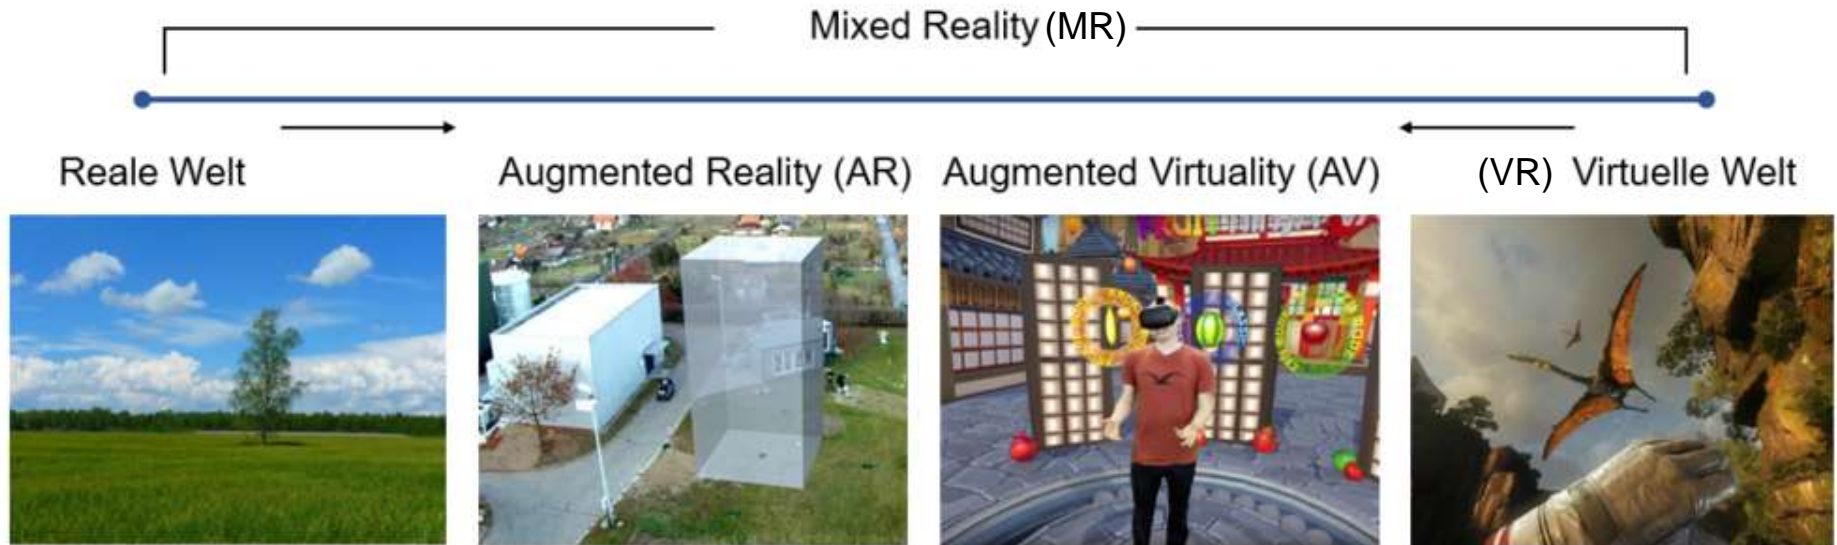 Mixed Reality (MR)
Reale Welt
Augmented Reality (AR)
Augmented Virtuality (AV)
(VR) Virtuelle Welt